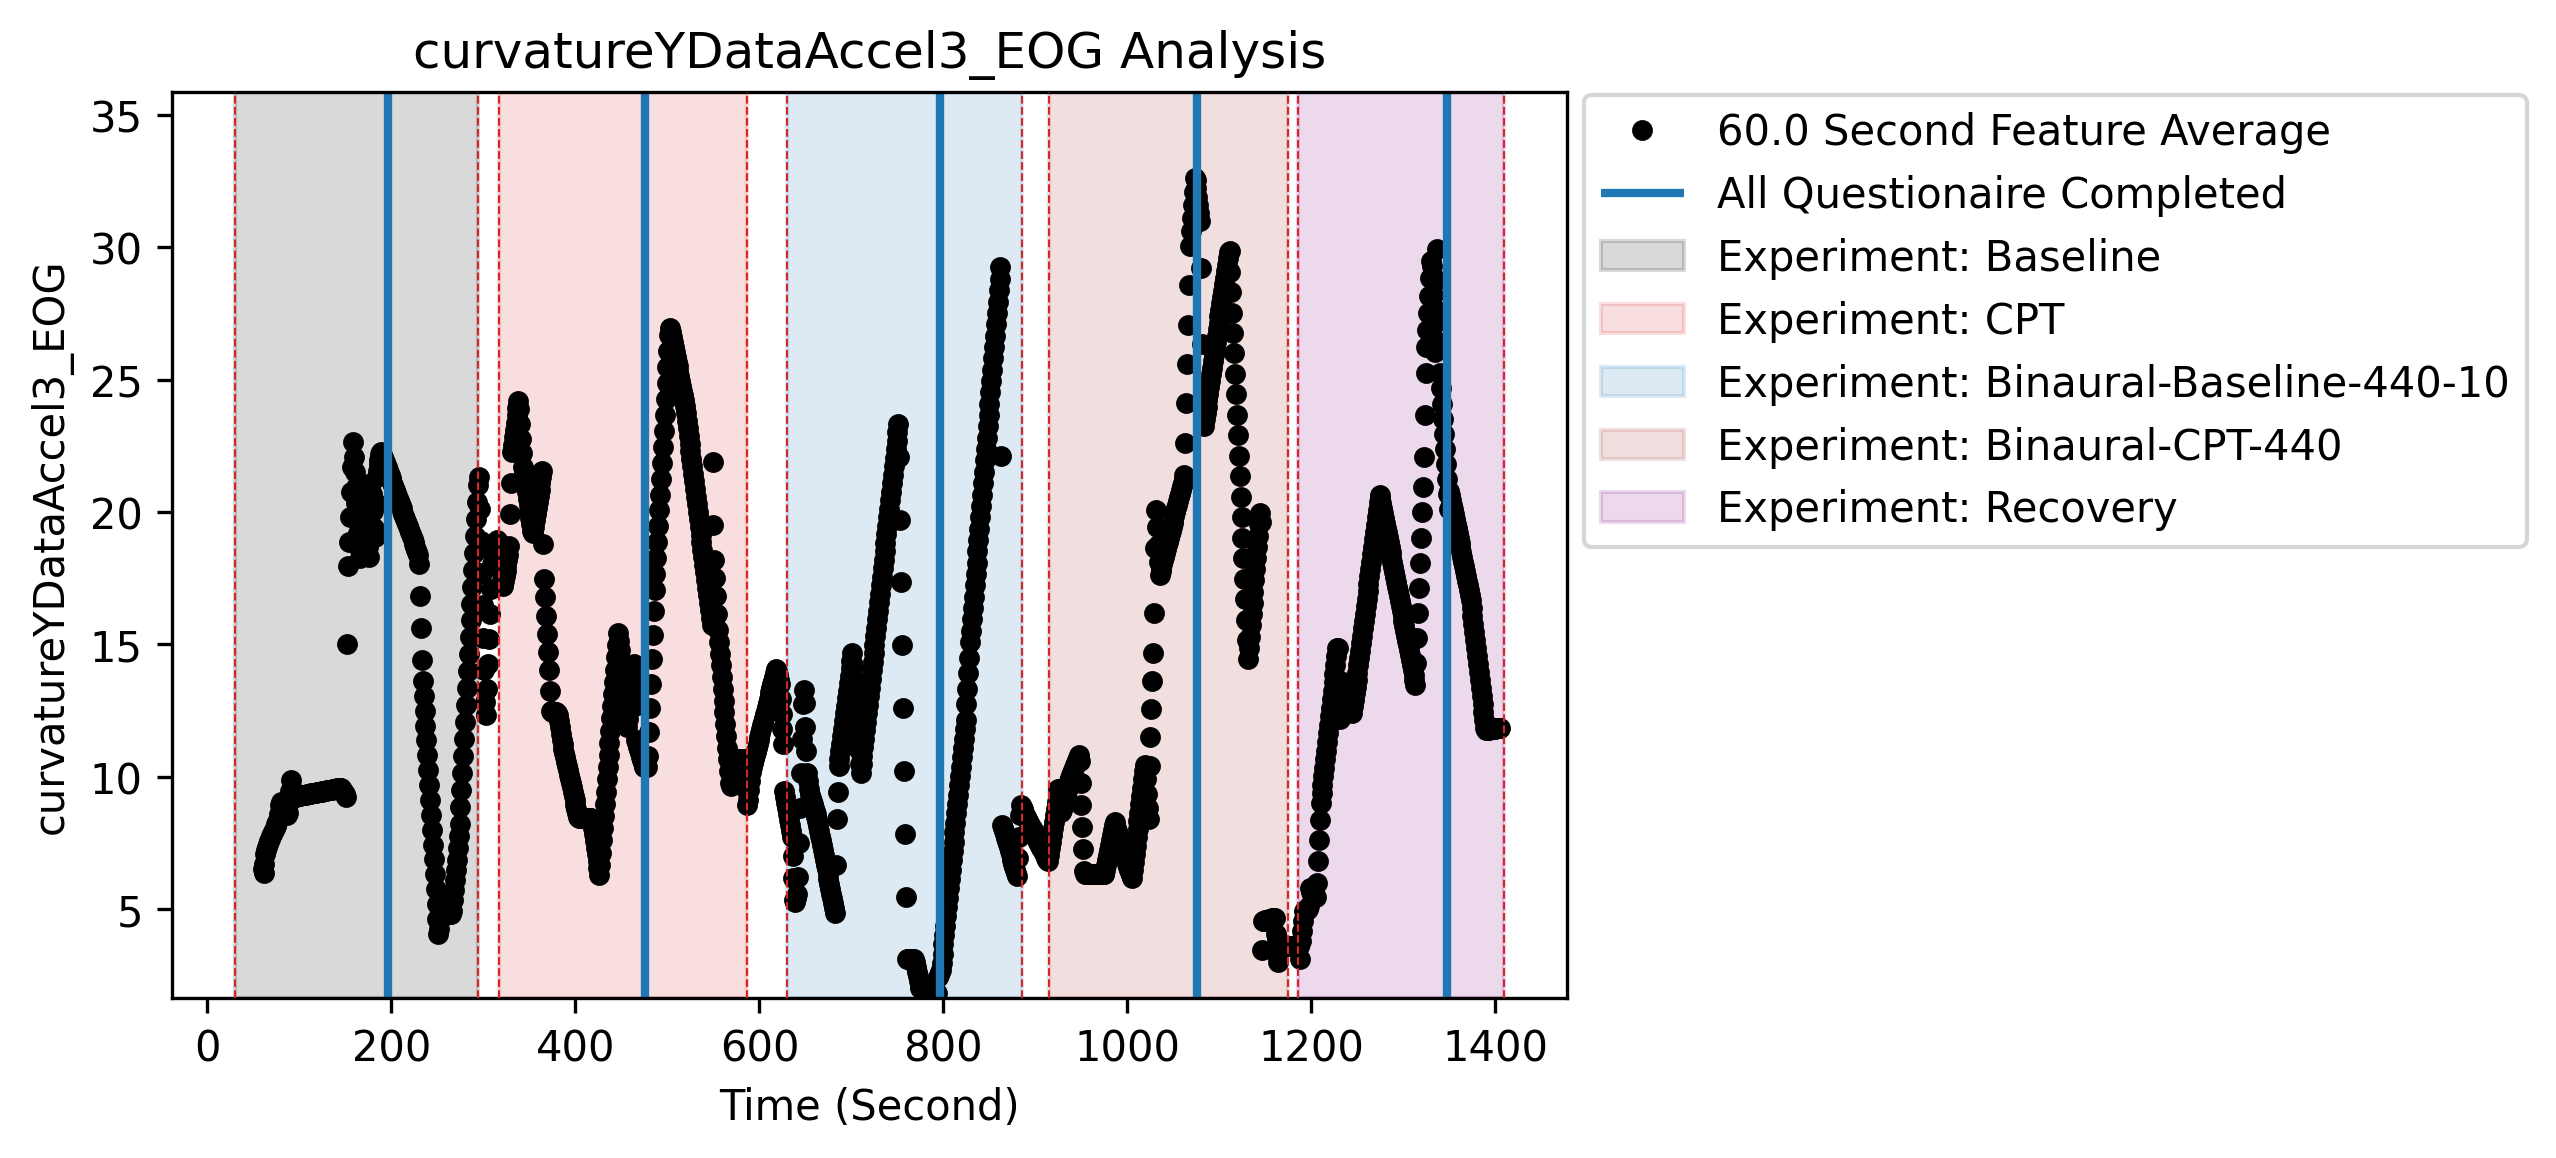 curvatureYDataAccel3_EOG Analysis
curvatureYDataAccel3_EOG
35
30
25
20
15
10
5
0
200
400
600
800
1000
1200
1400
Time (Second)
60.0 Second Feature Average
All Questionaire Completed
Experiment: Baseline
Experiment: CPT
Experiment: Binaural-Baseline-440-10
Experiment: Binaural-CPT-440
Experiment: Recovery